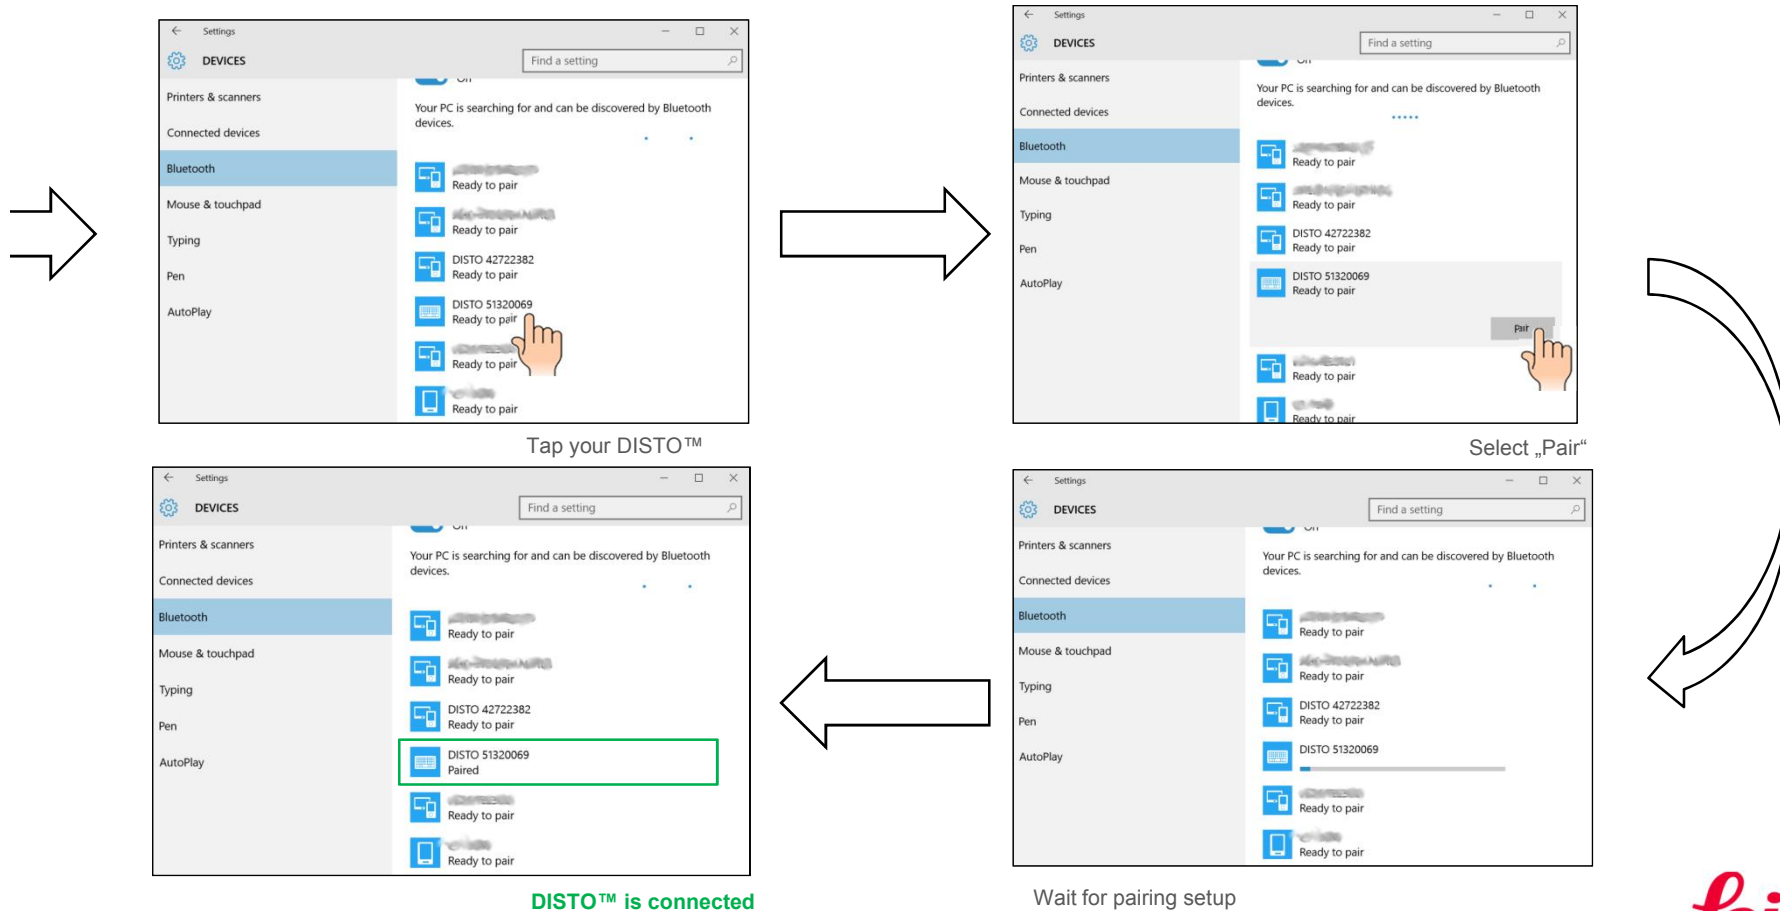 Settings
DEVICES
Find a setting
On
Printers & scanners
Your PC is searching for and can be discovered by Bluetooth
devices.
Connected devices
Bluetooth
Ready to pair
Mouse & touchpad
Ready to pair
Typing
DISTO 42722382
Ready to pair
Pen
DISTO 51320069
Ready to pair
AutoPlay
Ready to pair
Ready to pair
Tap your DISTO™
Settings
DEVICES
Find a setting
On
Printers & scanners
Your PC is searching for and can be discovered by Bluetooth
devices.
Connected devices
Bluetooth
Ready to pair
Mouse & touchpad
Ready to pair
Typing
DISTO 42722382
Ready to pair
Pen
DISTO 51320069
Ready to pair
AutoPlay
Pair
Ready to pair
Ready to pair
Select „Pair“
Settings
DEVICES
Find a setting
On
Printers & scanners
Your PC is searching for and can be discovered by Bluetooth
devices.
Connected devices
Bluetooth
Ready to pair
Mouse & touchpad
Ready to pair
Typing
DISTO 42722382
Ready to pair
Pen
DISTO 51320069
Paired
AutoPlay
Ready to pair
Ready to pair
DISTO™ is connected
Settings
DEVICES
Find a setting
On
Printers & scanners
Your PC is searching for and can be discovered by Bluetooth
devices.
Connected devices
Bluetooth
Ready to pair
Mouse & touchpad
Ready to pair
Typing
DISTO 42722382
Ready to pair
Pen
DISTO 51320069
AutoPlay
Ready to pair
Ready to pair
Wait for pairing setup